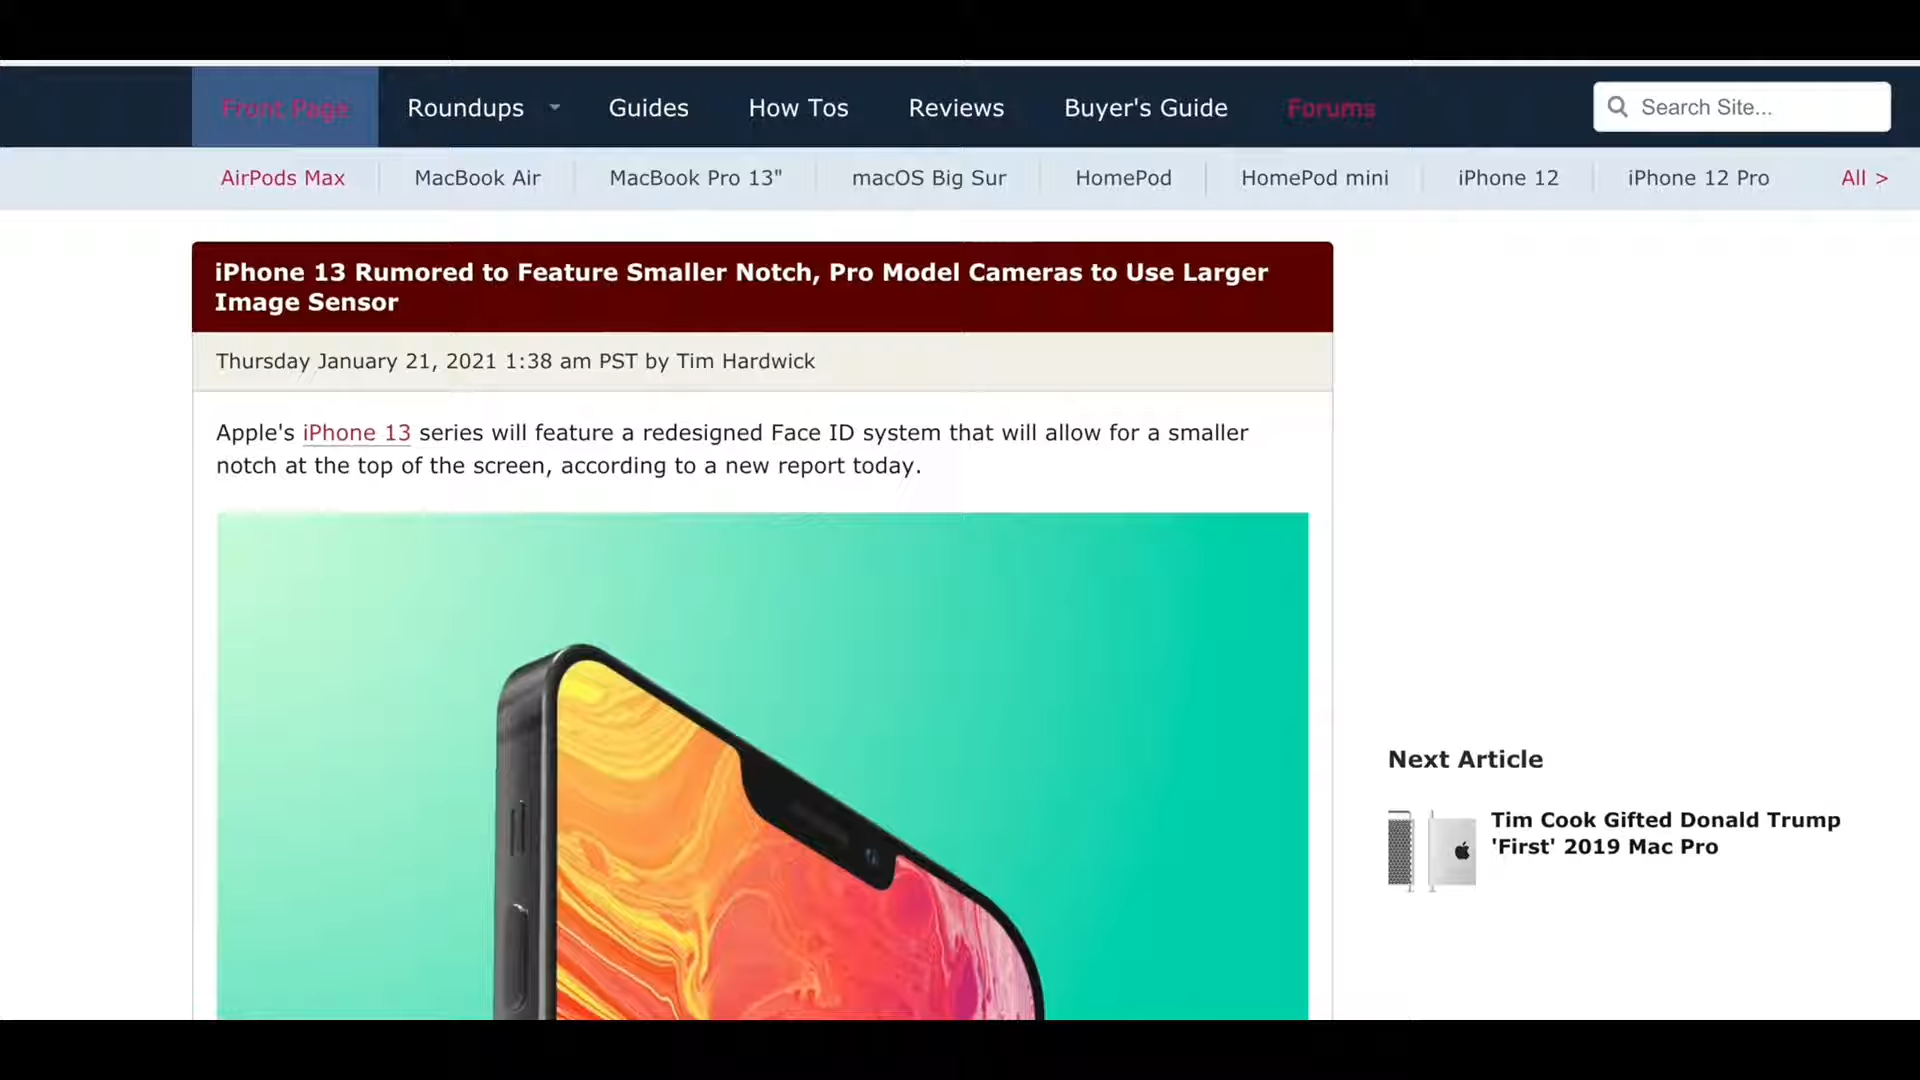 Front Page Roundups Guides How Tos Reviews Buyer's Guide Forums Search Site...
AirPods Max MacBook Air MacBook Pro 13" macOS Big Sur HomePod HomePod mini iPhone 12 iPhone 12 Pro All >
iPhone 13 Rumored to Feature Smaller Notch, Pro Model Cameras to Use Larger
Image Sensor
Thursday January 21, 2021 1:38 am PST by Tim Hardwick
Apple's iPhone 13 series will feature a redesigned Face ID system that will allow for a smaller
notch at the top of the screen, according to a new report today.
Next Article
Tim Cook Gifted Donald Trump
'First' 2019 Mac Pro